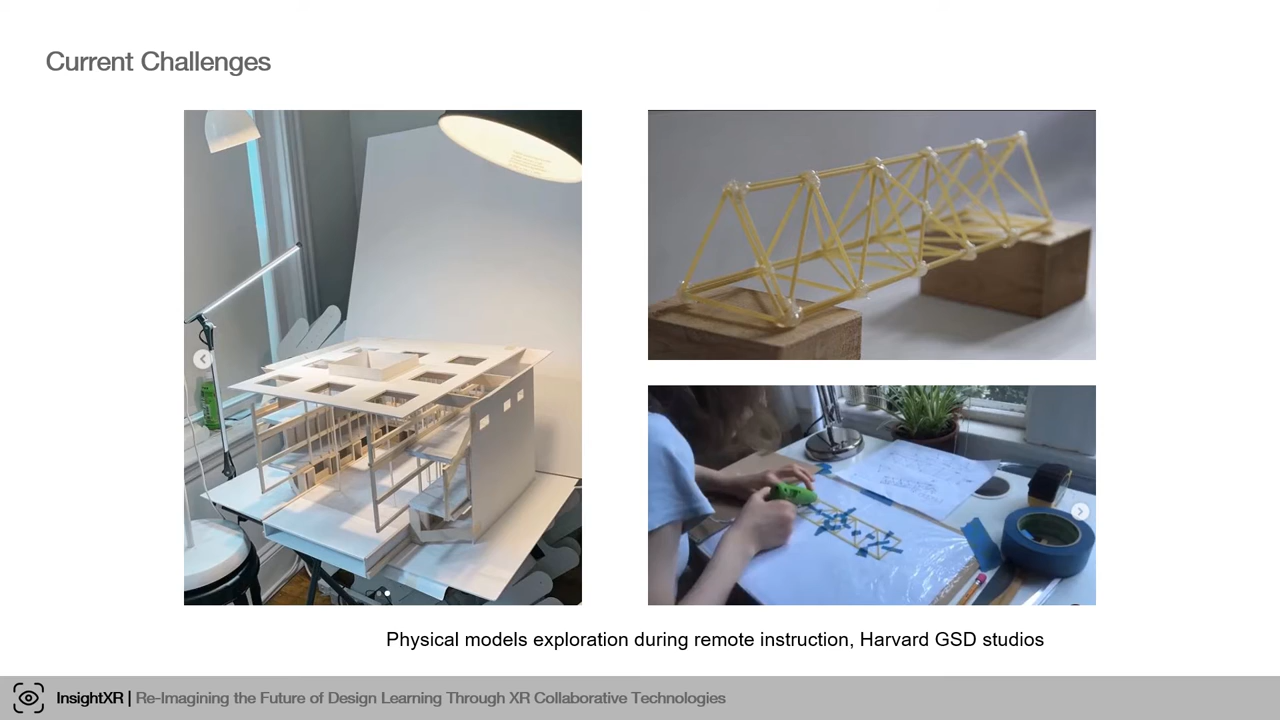 Current Challenges
Physical models exploration during remote instruction, Harvard GSD studios
InsightXR | Re-Imagining the Future of Design Learning Through XR Collaborative Technologies